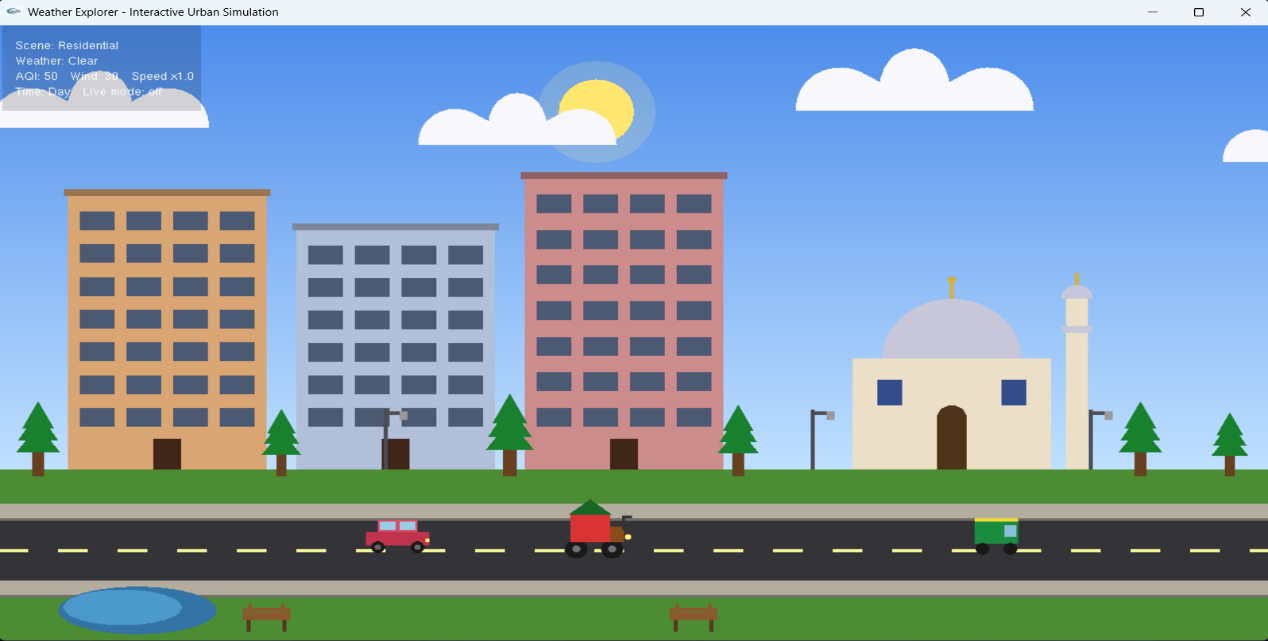 Weather Explorer - Interactive Urban Simulation
Scene: Residential
Weather: Clear
AQI: 50 Wind: 30 Speed x1.0
Time: Day Live mode: off